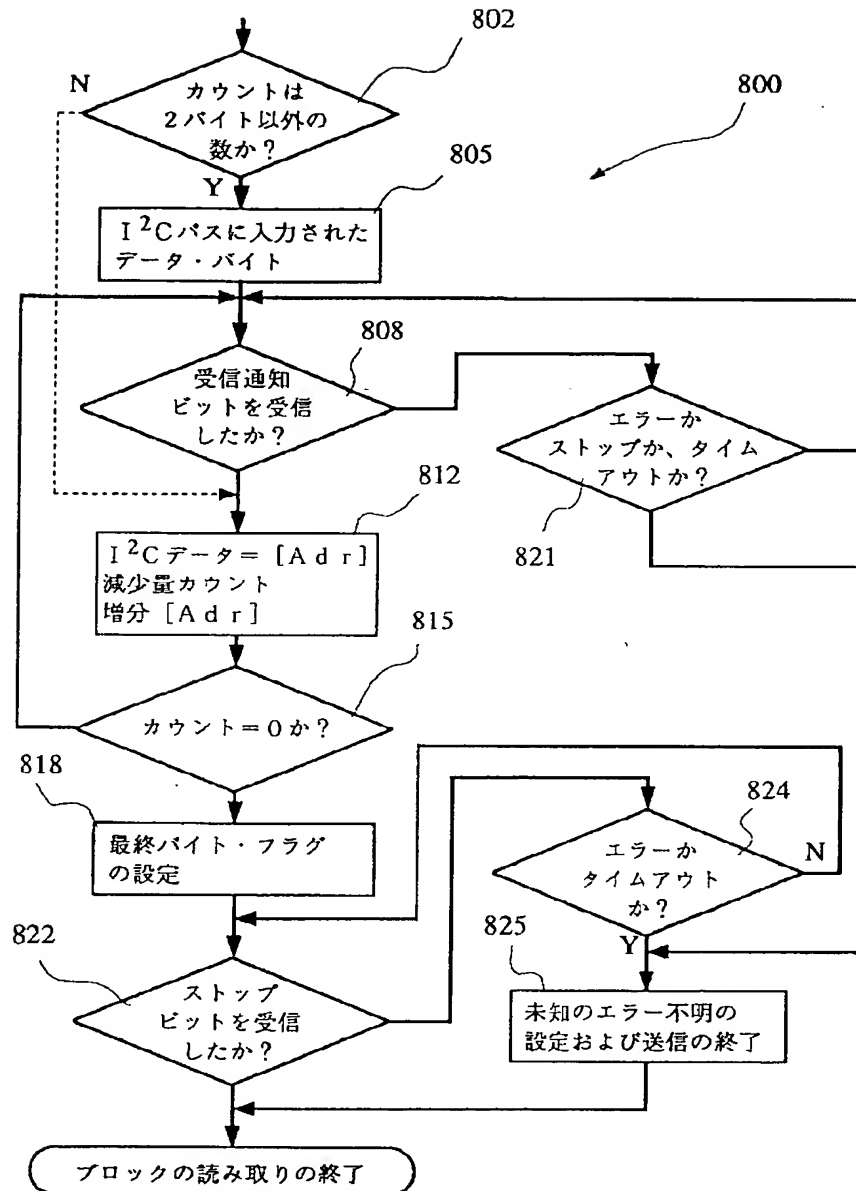 802
N
カウントは
2バイト以外の
数か?
800
Y
805
I²Cバスに入力された
データ・バイト
808
受信通知
ビットを受信
したか?
エラーか
ストップか、タイム
アウトか?
821
812
I²Cデータ=[Adr]
減少量カウント
増分[Adr]
815
カウント=0か?
818
最終バイト・フラグ
の設定
824
エラーか
タイムアウト
か?
N
Y
822
ストップ
ビットを受信
したか?
825
未知のエラー不明の
設定および送信の終了
ブロックの読み取りの終了